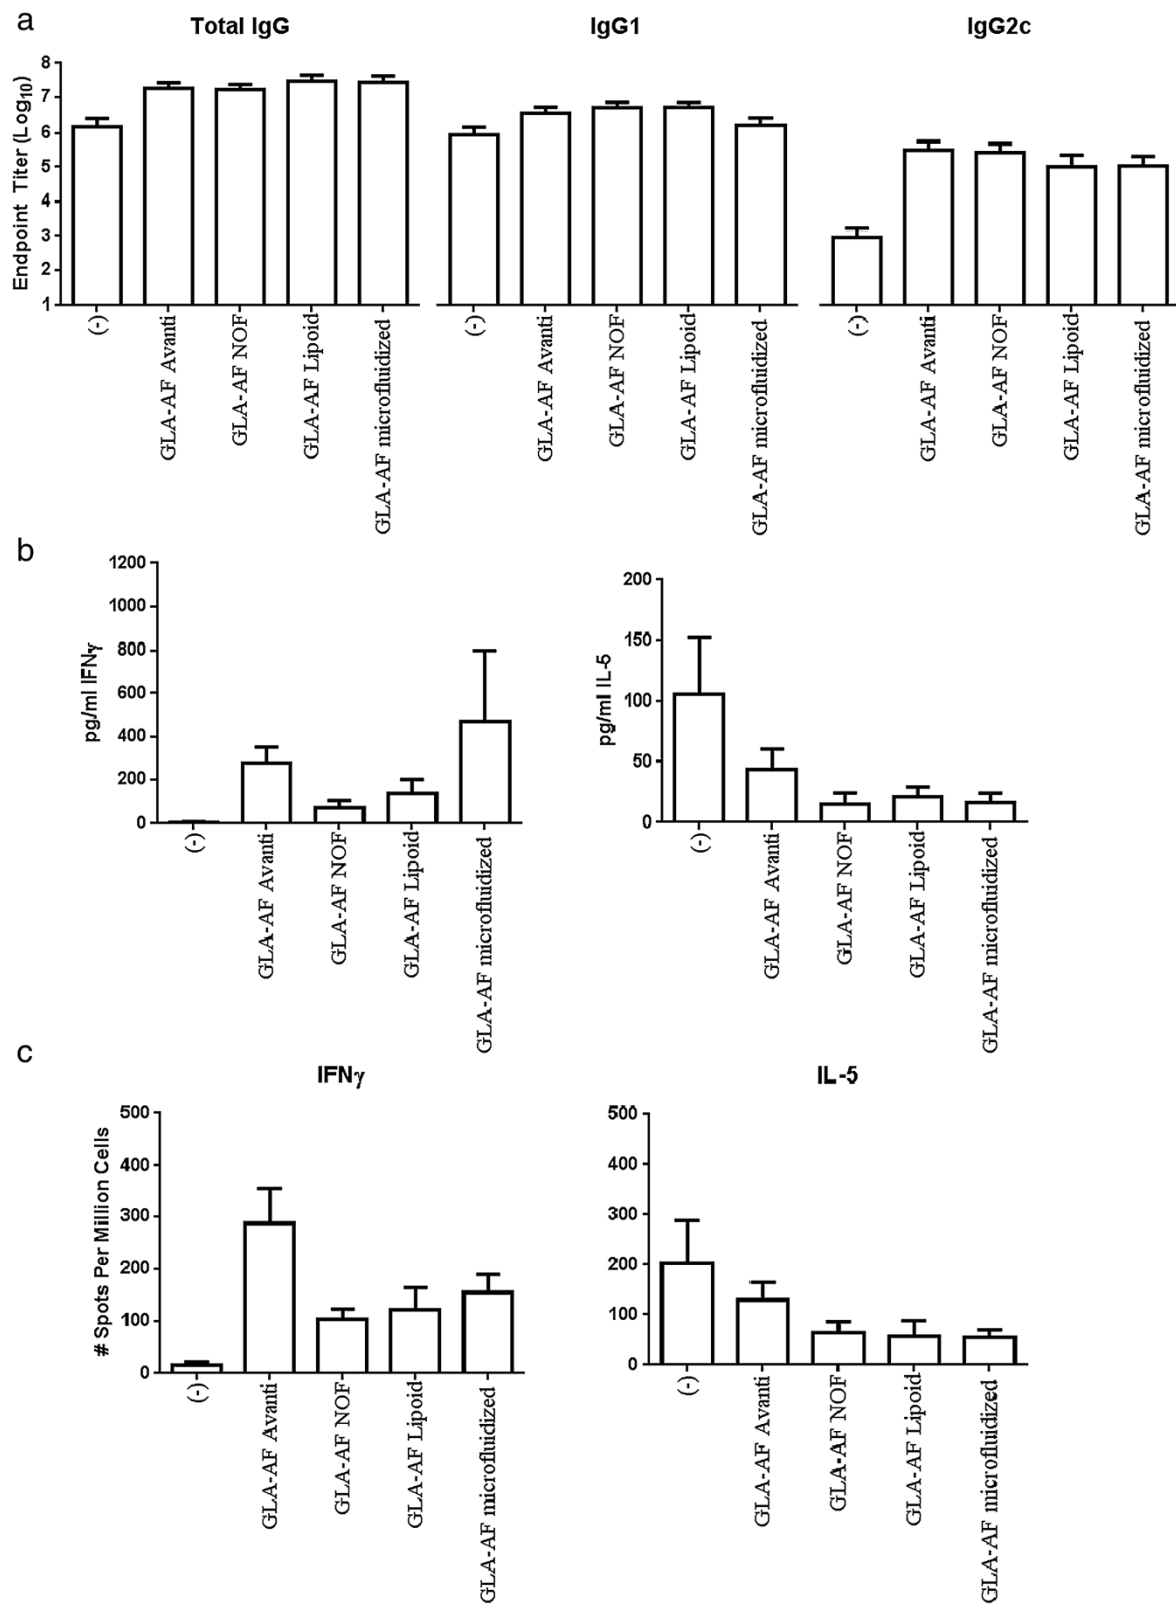 a
Total IgG
IgG1
IgG2c
Endpoint Titer (Log10)
8
7
6
5
4
3
2
1
(-)
GLA-AF Avanti
GLA-AF NOF
GLA-AF Lipoid
GLA-AF microfluidized
(-)
GLA-AF Avanti
GLA-AF NOF
GLA-AF Lipoid
GLA-AF microfluidized
(-)
GLA-AF Avanti
GLA-AF NOF
GLA-AF Lipoid
GLA-AF microfluidized
b
pg/ml IFNγ
1200
1000
800
600
400
200
0
(-)
GLA-AF Avanti
GLA-AF NOF
GLA-AF Lipoid
GLA-AF microfluidized
pg/ml IL-5
200
150
100
50
0
(-)
GLA-AF Avanti
GLA-AF NOF
GLA-AF Lipoid
GLA-AF microfluidized
c
IFNγ
# Spots Per Million Cells
500
400
300
200
100
0
(-)
GLA-AF Avanti
GLA-AF NOF
GLA-AF Lipoid
GLA-AF microfluidized
IL-5
500
400
300
200
100
0
(-)
GLA-AF Avanti
GLA-AF NOF
GLA-AF Lipoid
GLA-AF microfluidized